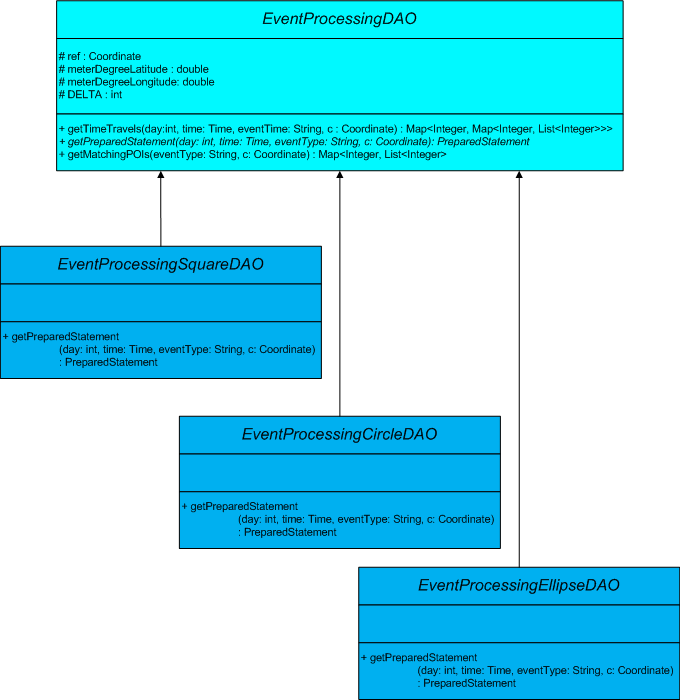 EventProcessingDAO
# ref : Coordinate
# meterDegreeLatitude : double
# meterDegreeLongitude: double
# DELTA : int
+ getTimeTravels(day:int, time: Time, eventTime: String, c : Coordinate) : Map<Integer, Map<Integer, List<Integer>>>
+ getPreparedStatement(day: int, time: Time, eventType: String, c: Coordinate): PreparedStatement
+ getMatchingPOIs(eventType: String, c: Coordinate) : Map<Integer, List<Integer>
EventProcessingSquareDAO
+ getPreparedStatement
(day: int, time: Time, eventType: String, c: Coordinate)
: PreparedStatement
EventProcessingCircleDAO
+ getPreparedStatement
(day: int, time: Time, eventType: String, c: Coordinate)
: PreparedStatement
EventProcessingEllipseDAO
+ getPreparedStatement
(day: int, time: Time, eventType: String, c: Coordinate)
: PreparedStatement